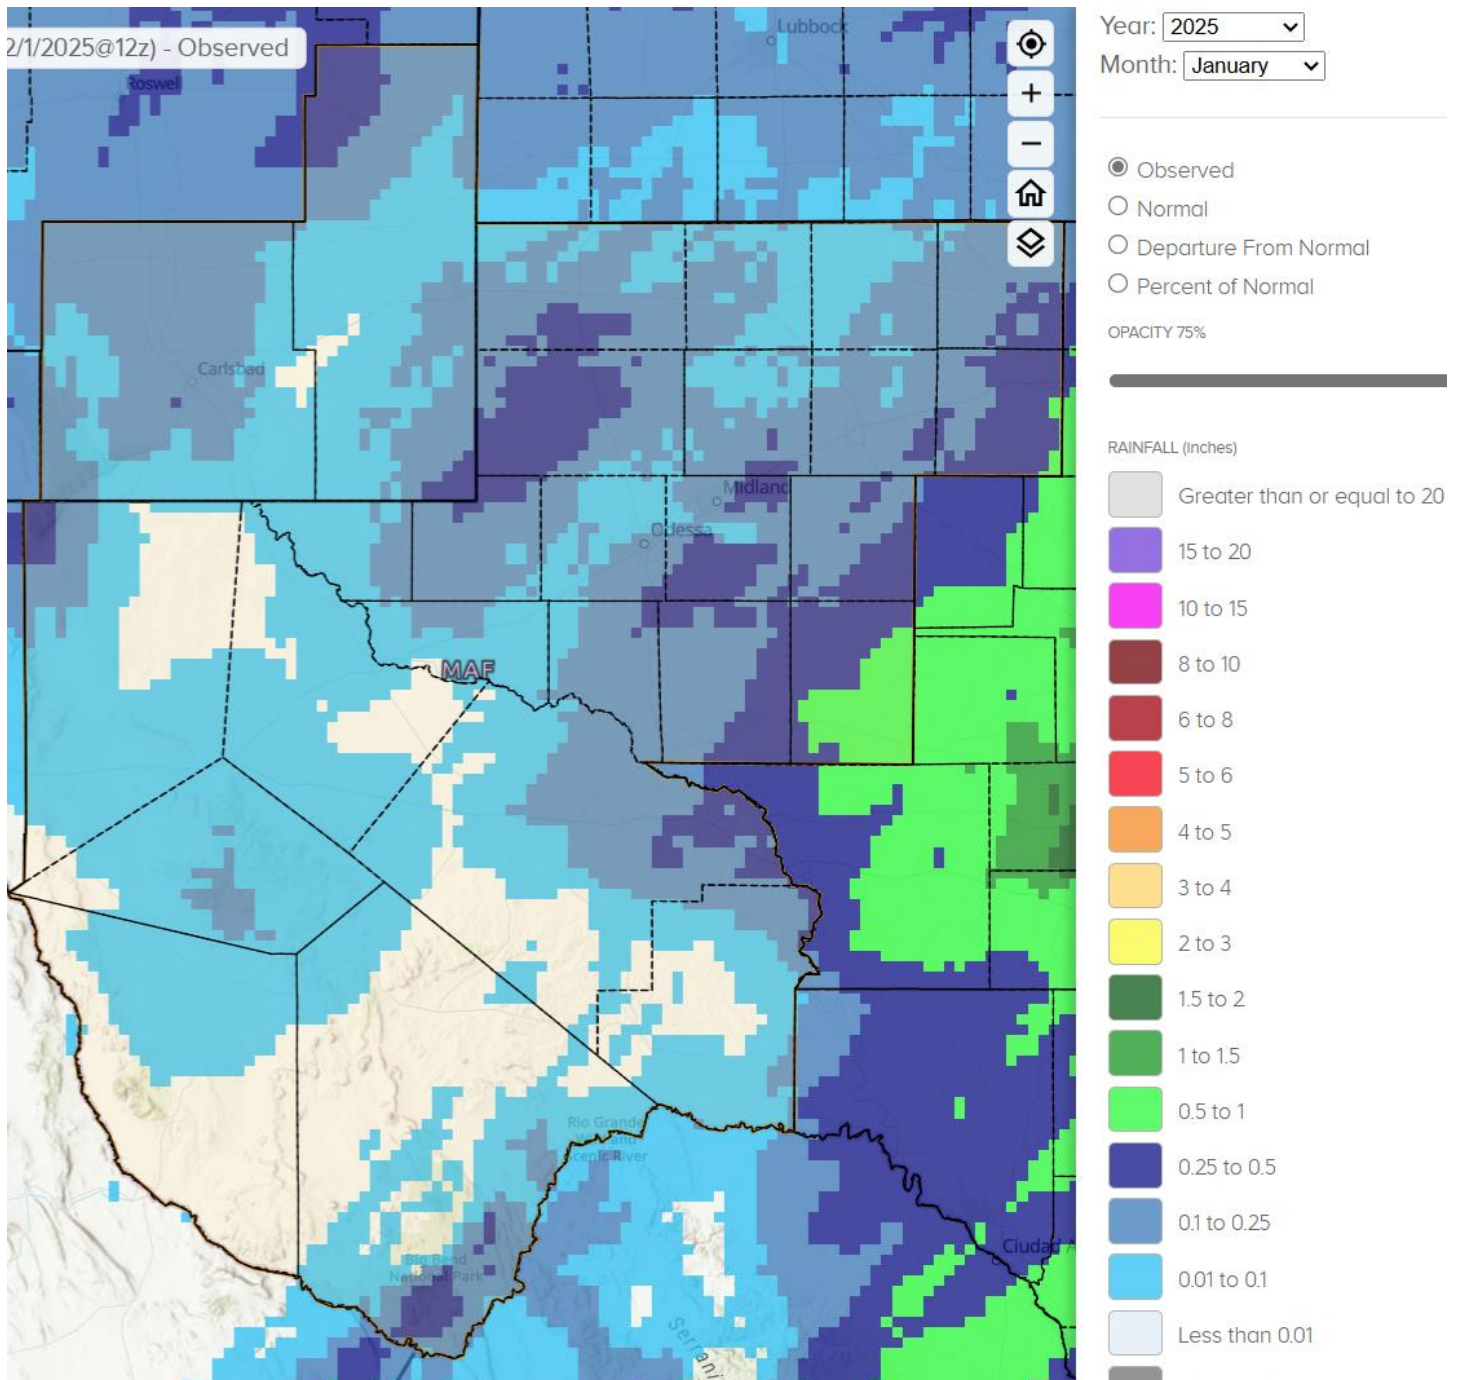 2/1/2025@12z) - Observed
Lubbock
Roswell
Carlsbad
Midland
Odessa
MAF
Rio Grande
Wild and
Scenic River
Big Bend
National Park
Ciudad A
Serrani
Year: 2025
Month: January
Observed
Normal
Departure From Normal
Percent of Normal
OPACITY 75%
RAINFALL (Inches)
Greater than or equal to 20
15 to 20
10 to 15
8 to 10
6 to 8
5 to 6
4 to 5
3 to 4
2 to 3
1.5 to 2
1 to 1.5
0.5 to 1
0.25 to 0.5
0.1 to 0.25
0.01 to 0.1
Less than 0.01